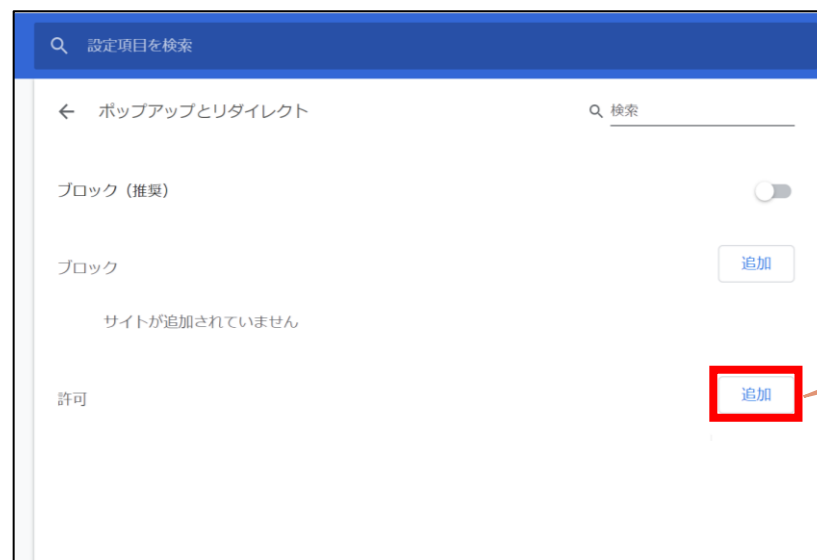 設定項目を検索
ポップアップとリダイレクト 検索
ブロック（推奨）
ブロック 追加
サイトが追加されていません
許可 追加